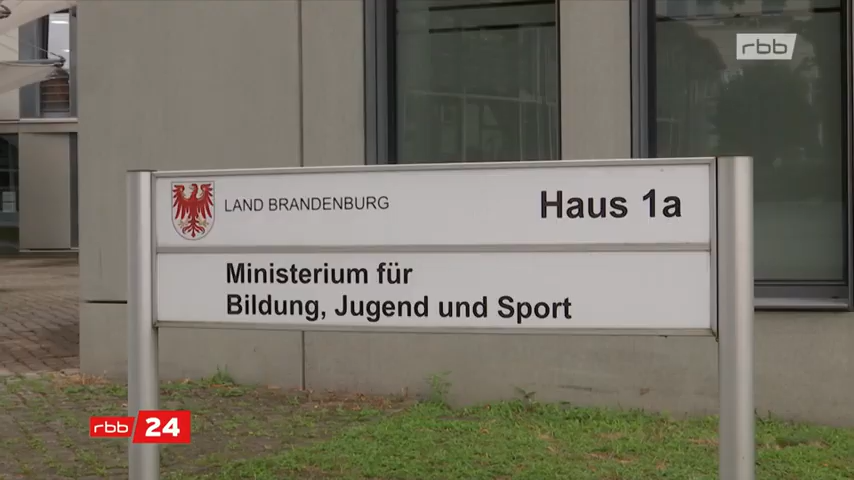 rbb
LAND BRANDENBURG
Haus 1a
Ministerium für
Bildung, Jugend und Sport
rbb 24